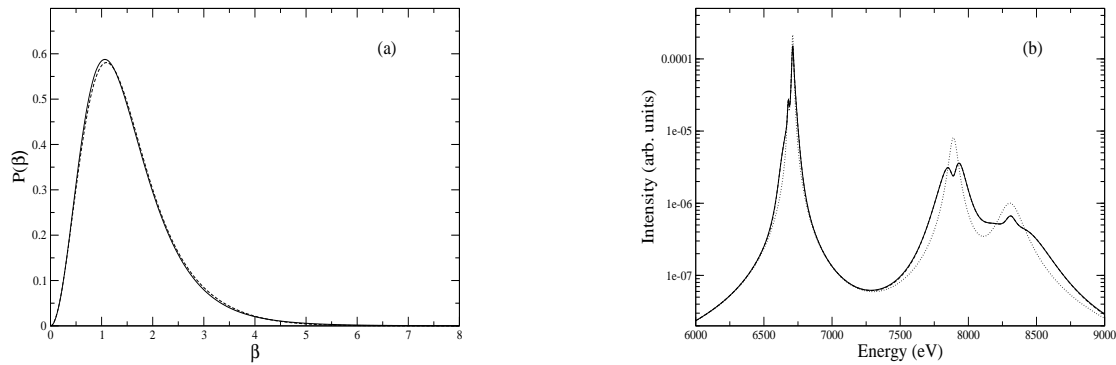 (a)
P(β)
0.6
0.5
0.4
0.3
0.2
0.1
0
0 1 2 3 4 5 6 7 8
β
(b)
Intensity (arb. units)
0.0001
1e-05
1e-06
1e-07
6000 6500 7000 7500 8000 8500 9000
Energy (eV)